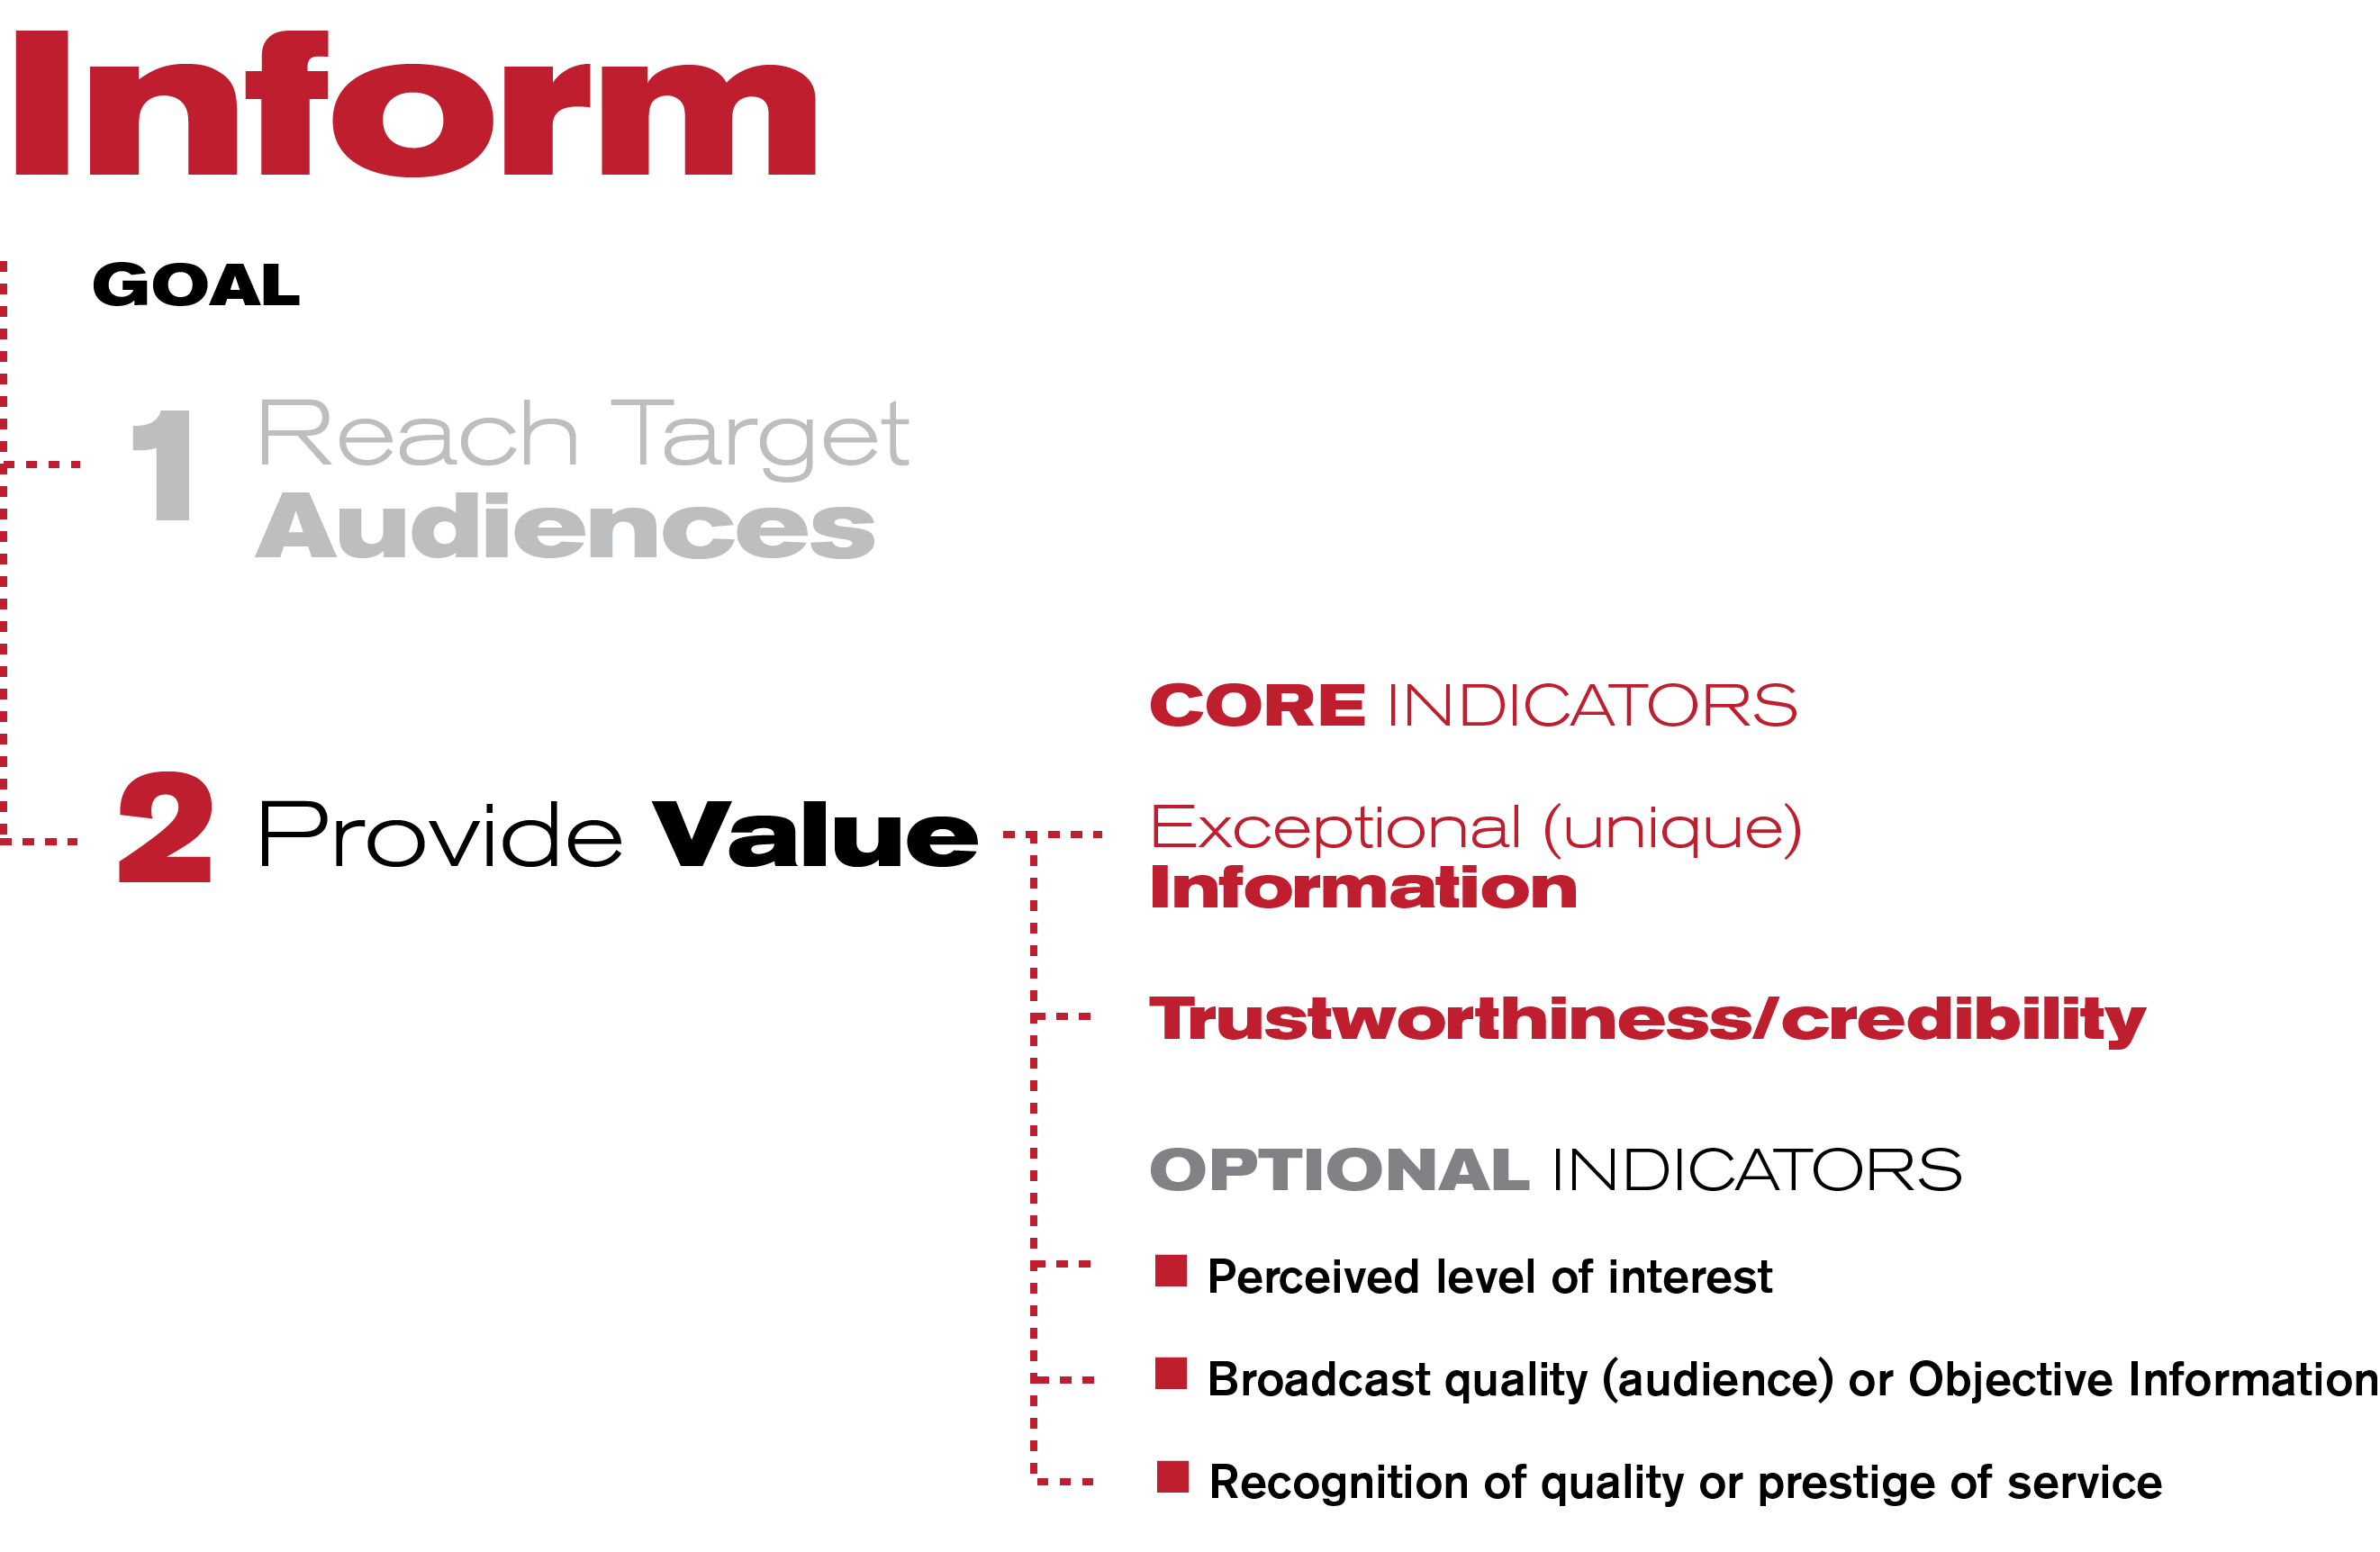 Inform
GOAL
1 Reach Target
Audiences
2 Provide Value
CORE INDICATORS
Exceptional (unique)
Information
Trustworthiness/credibility
OPTIONAL INDICATORS
Perceived level of interest
Broadcast quality (audience) or Objective Information
Recognition of quality or prestige of service